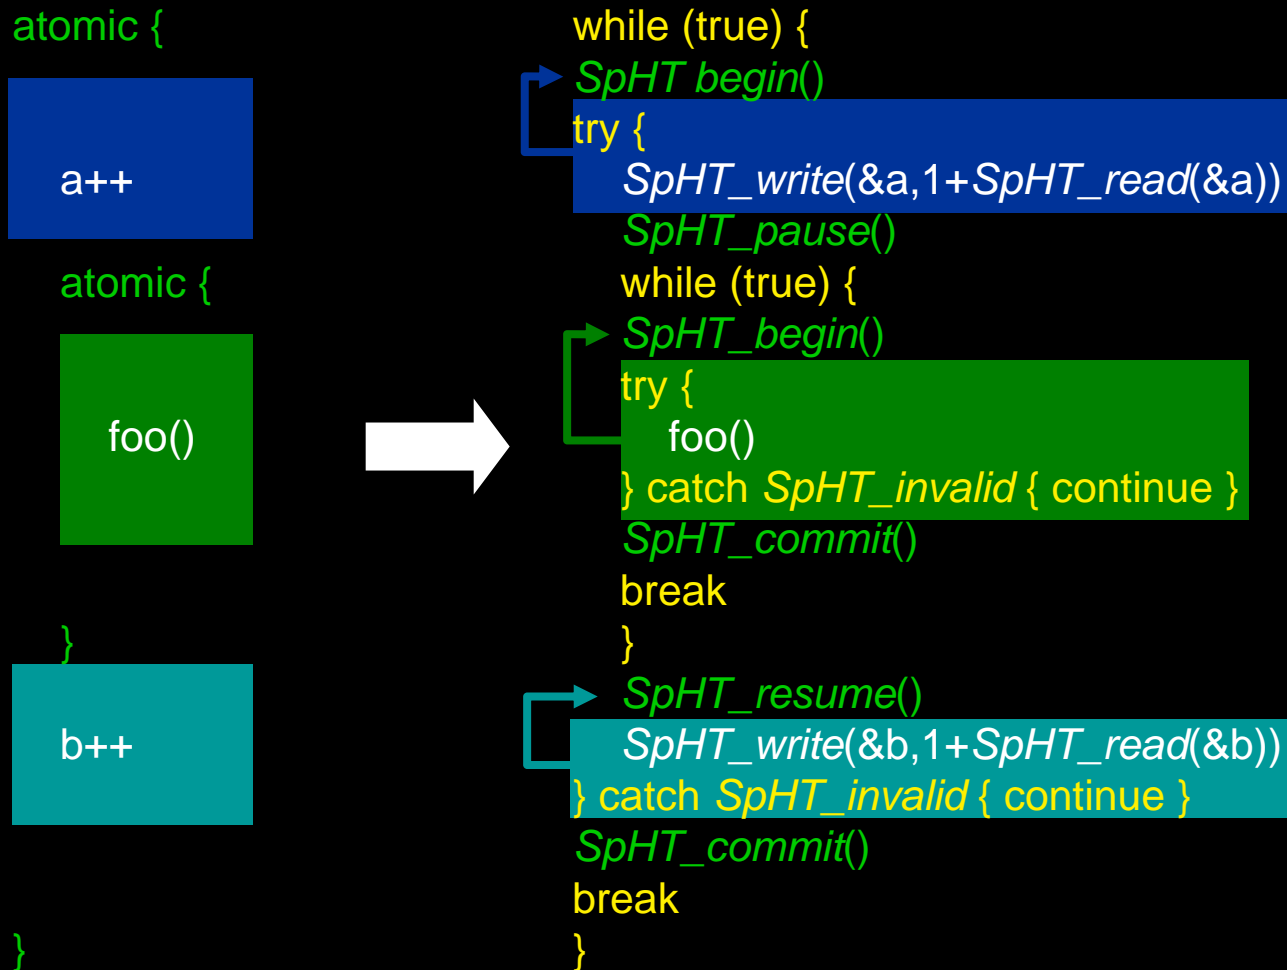 atomic {
a++
atomic {
foo()
}
b++
}
while (true) {
SpHT begin()
try {
SpHT_write(&a,1+SpHT_read(&a))
SpHT_pause()
while (true) {
SpHT_begin()
try {
foo()
} catch SpHT_invalid { continue }
SpHT_commit()
break
}
SpHT_resume()
SpHT_write(&b,1+SpHT_read(&b))
} catch SpHT_invalid { continue }
SpHT_commit()
break
}